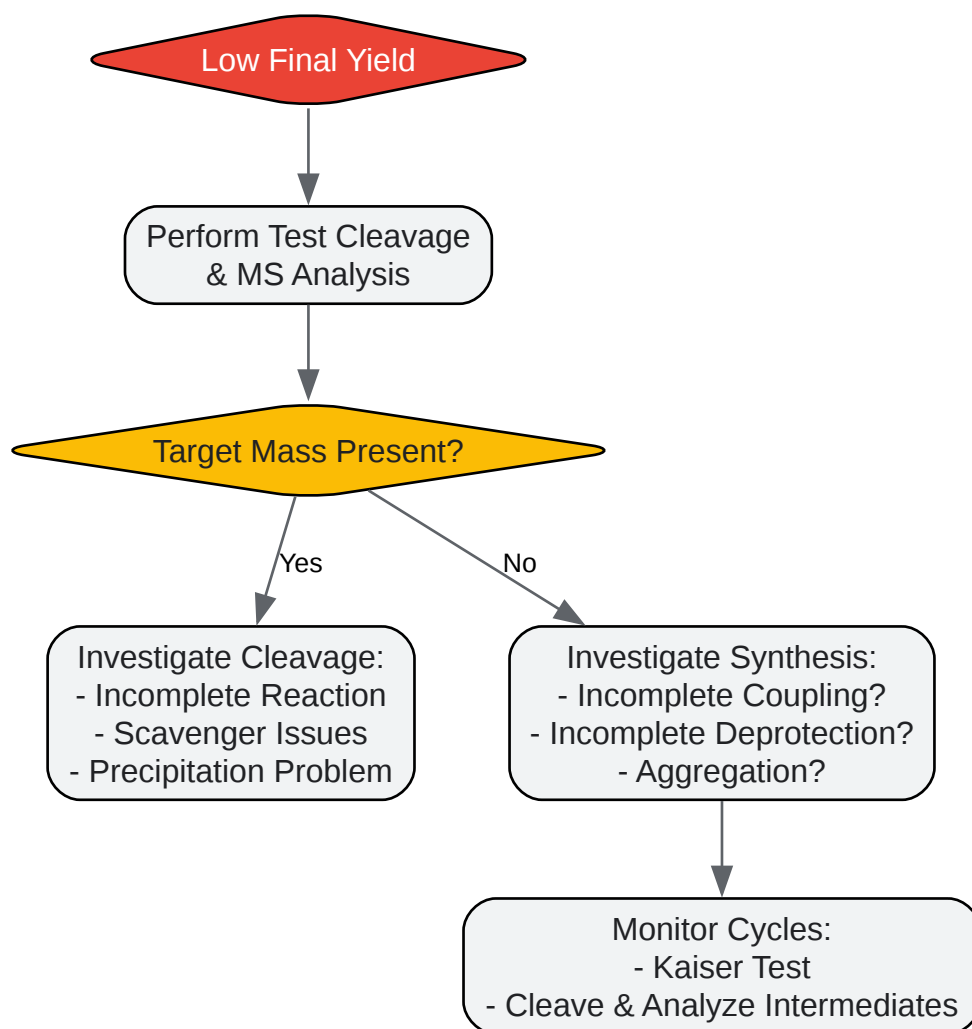 Low Final Yield
Perform Test Cleavage
& MS Analysis
Target Mass Present?
Yes
No
Investigate Cleavage:
- Incomplete Reaction
- Scavenger Issues
- Precipitation Problem
Investigate Synthesis:
- Incomplete Coupling?
- Incomplete Deprotection?
- Aggregation?
Monitor Cycles:
- Kaiser Test
- Cleave & Analyze Intermediates